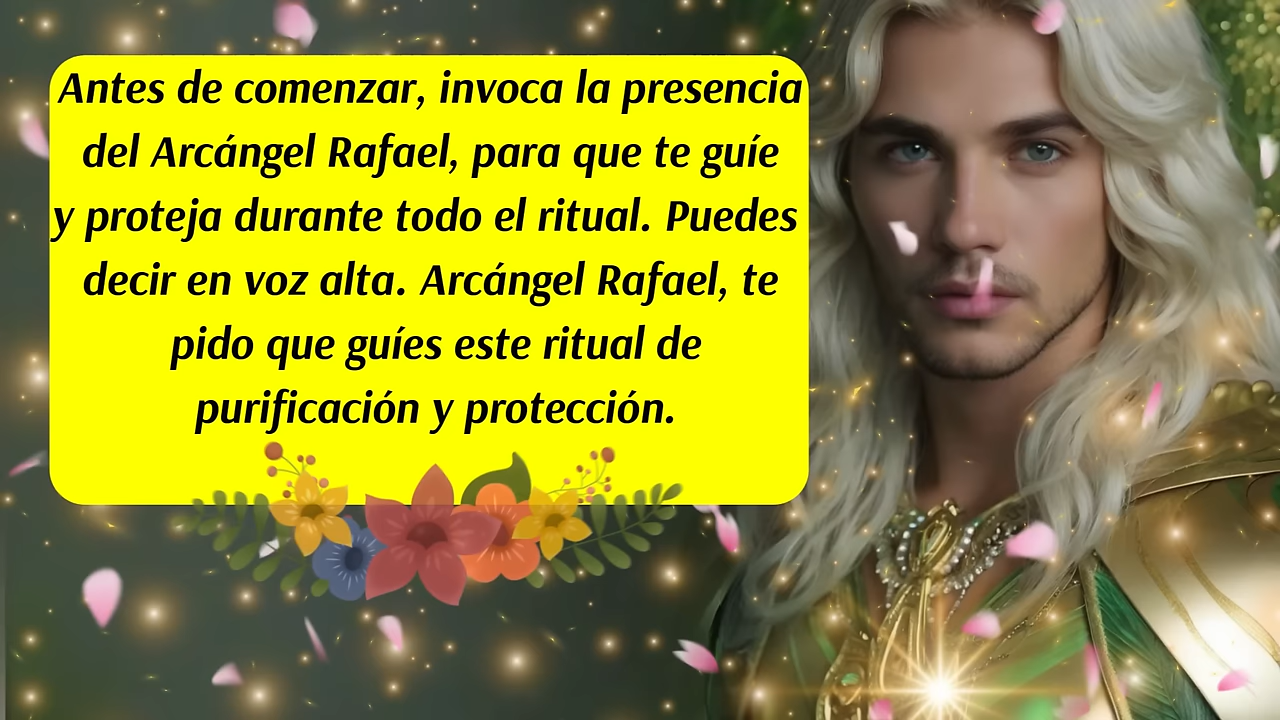 Antes de comenzar, invoca la presencia
del Arcángel Rafael, para que te guíe
y proteja durante todo el ritual. Puedes
decir en voz alta. Arcángel Rafael, te
pido que guíes este ritual de
purificación y protección.